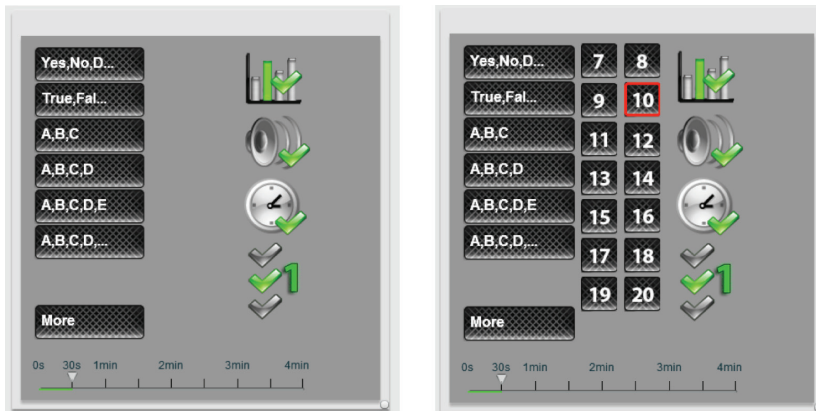 Yes,No,D...
True,Fal...
A,B,C
A,B,C,D
A,B,C,D,E
A,B,C,D,...
1
More
0s 30s 1min 2min 3min 4min
Yes,No,D... 7 8
True,Fal... 9 10
A,B,C 11 12
A,B,C,D 13 14
A,B,C,D,E 15 16
A,B,C,D,... 17 18
1
19 20
More
0s 30s 1min 2min 3min 4min